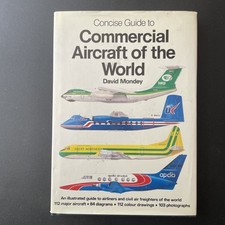 Concise Guide to
Commercial
Aircraft of the
World
David Mondey
An illustrated guide to airliners and civil air freighters of the world
112 major aircraft • 84 diagrams • 112 colour drawings • 103 photographs